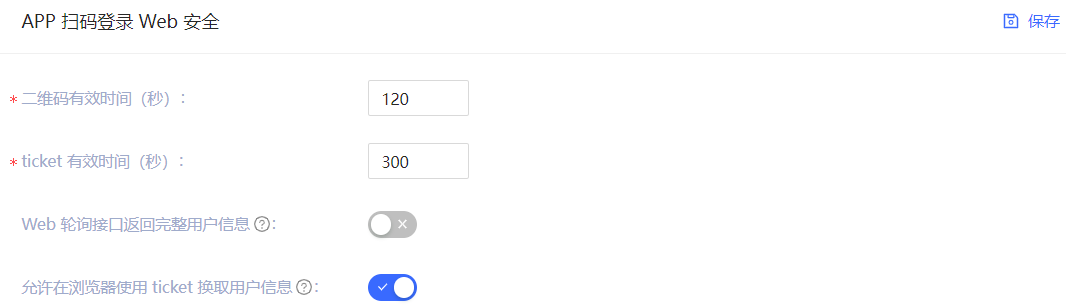 APP 扫码登录 Web 安全
保存
* 二维码有效时间（秒）:
120
* ticket 有效时间（秒）:
300
Web 轮询接口返回完整用户信息 ? :
允许在浏览器使用 ticket 换取用户信息 ? :